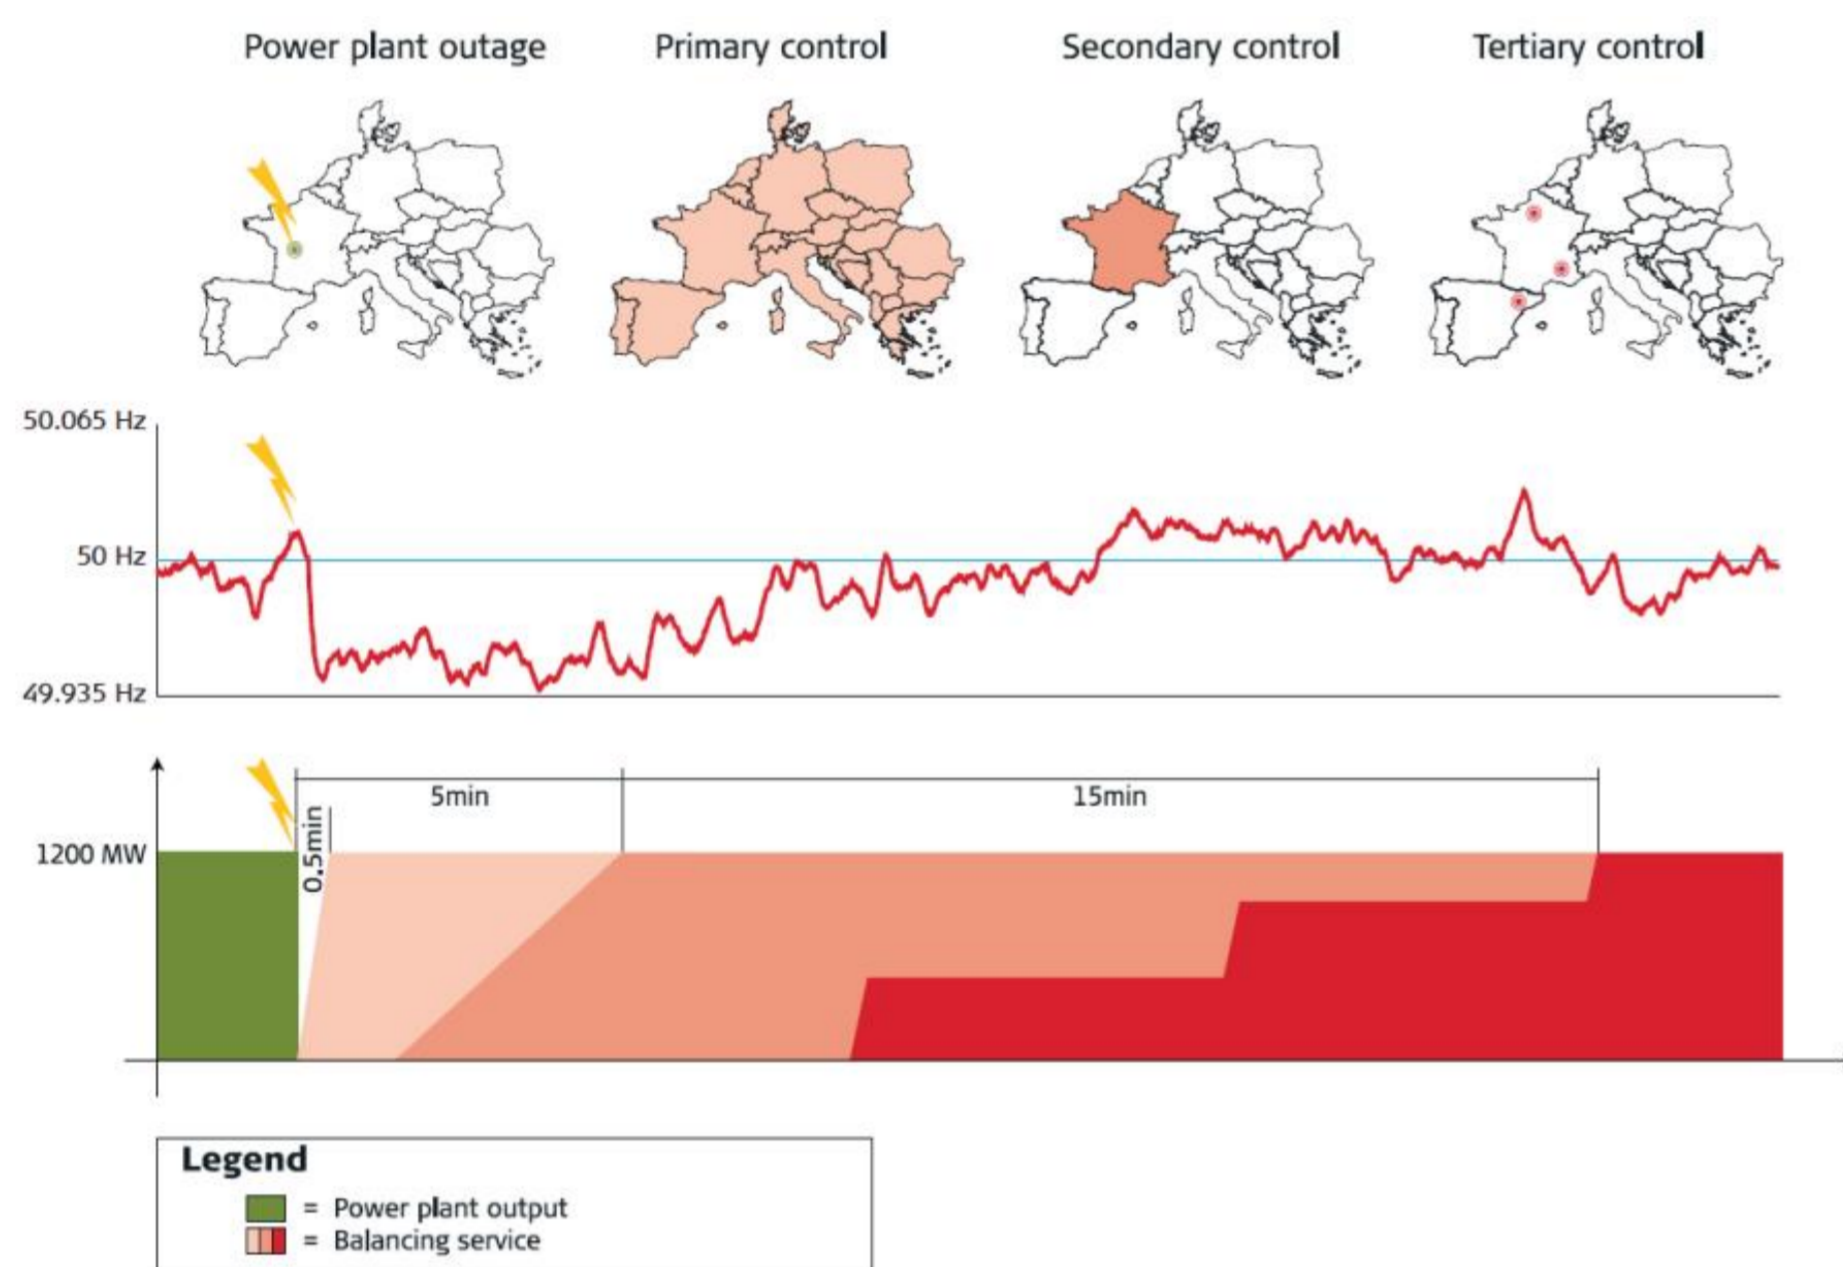 Power plant outage
Primary control
Secondary control
Tertiary control
50.065 Hz
50 Hz
49.935 Hz
5min
15min
0.5min
1200 MW
Legend
= Power plant output
= Balancing service